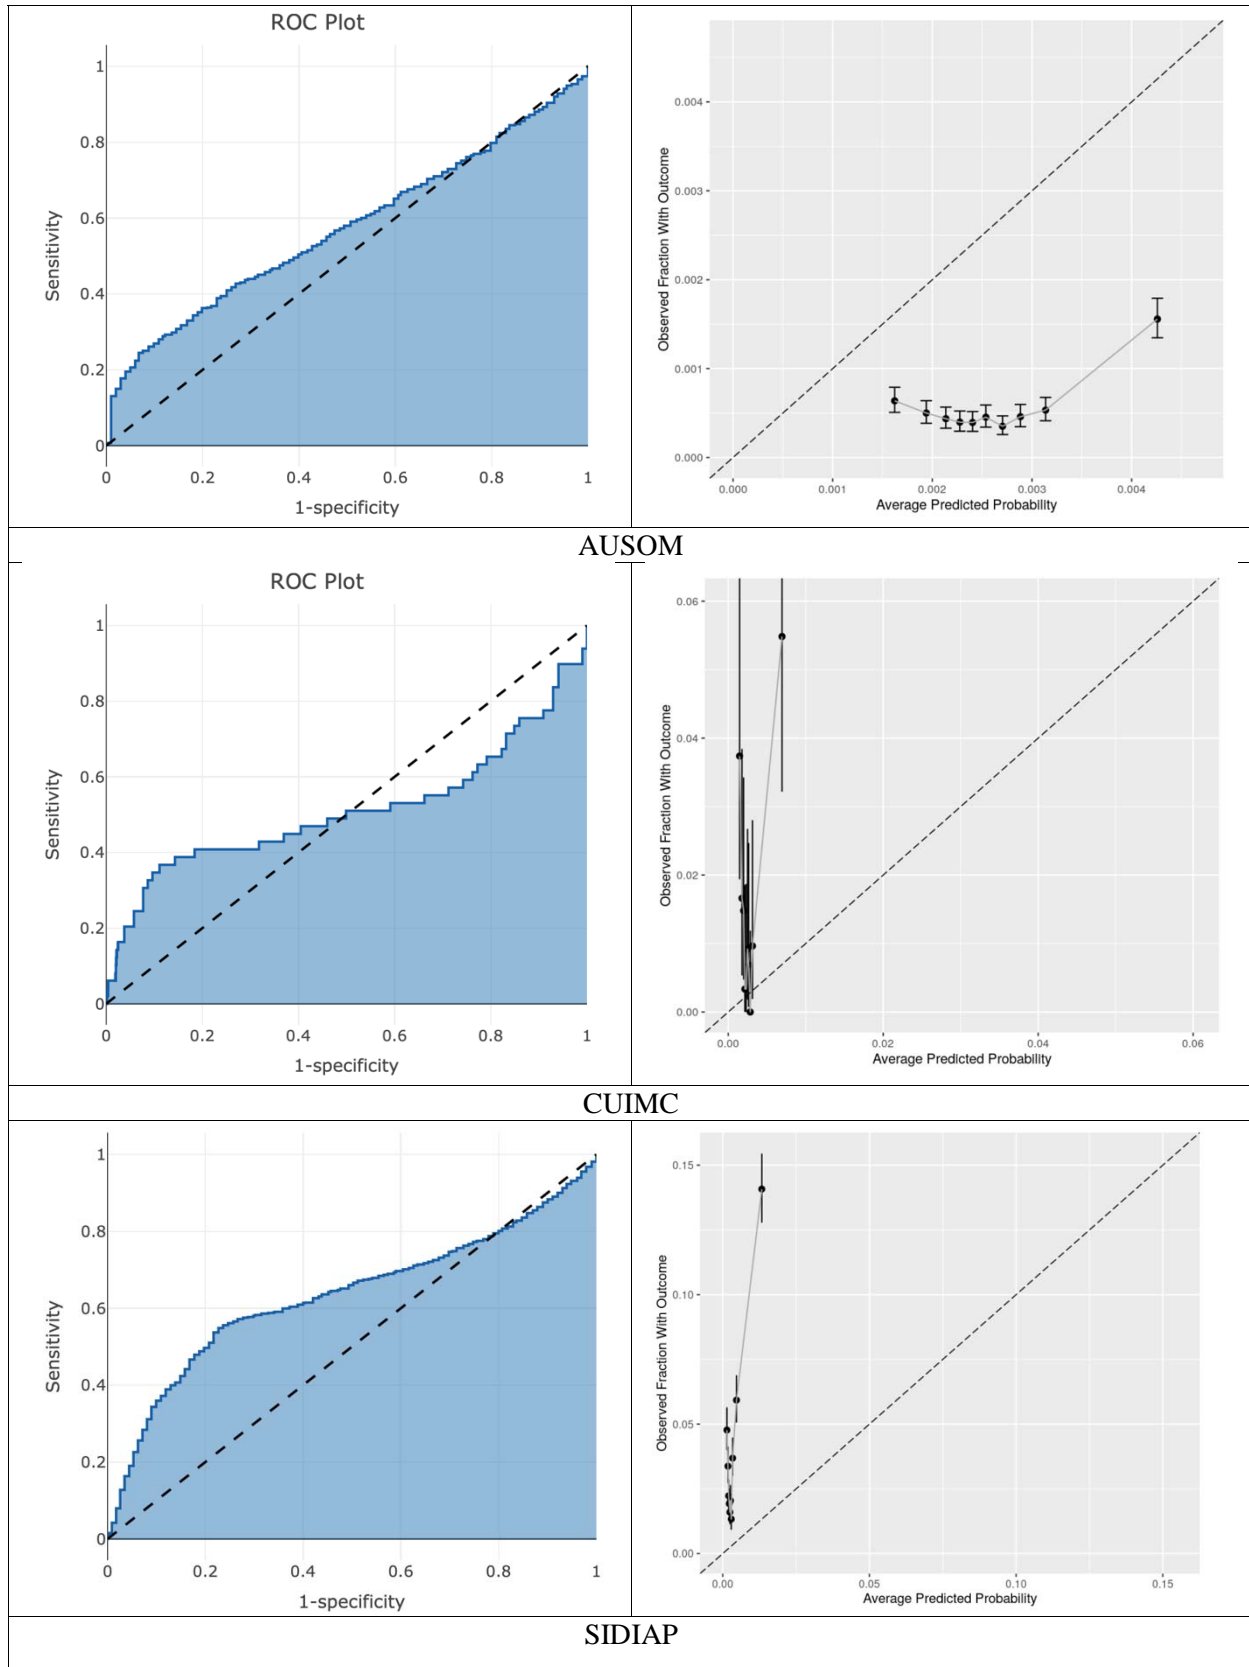 ROC Plot
1
0.8
0.6
0.4
0.2
0
Sensitivity
0 0.2 0.4 0.6 0.8 1
1-specificity
0.004
0.003
0.002
0.001
0.000
Observed Fraction With Outcome
0.000 0.001 0.002 0.003 0.004
Average Predicted Probability
AUSOM
ROC Plot
1
0.8
0.6
0.4
0.2
0
Sensitivity
0 0.2 0.4 0.6 0.8 1
1-specificity
0.06
0.04
0.02
0.00
Observed Fraction With Outcome
0.00 0.02 0.04 0.06
Average Predicted Probability
CUIMC
1
0.8
0.6
0.4
0.2
0
Sensitivity
0 0.2 0.4 0.6 0.8 1
1-specificity
0.15
0.10
0.05
0.00
Observed Fraction With Outcome
0.00 0.05 0.10 0.15
Average Predicted Probability
SIDIAP